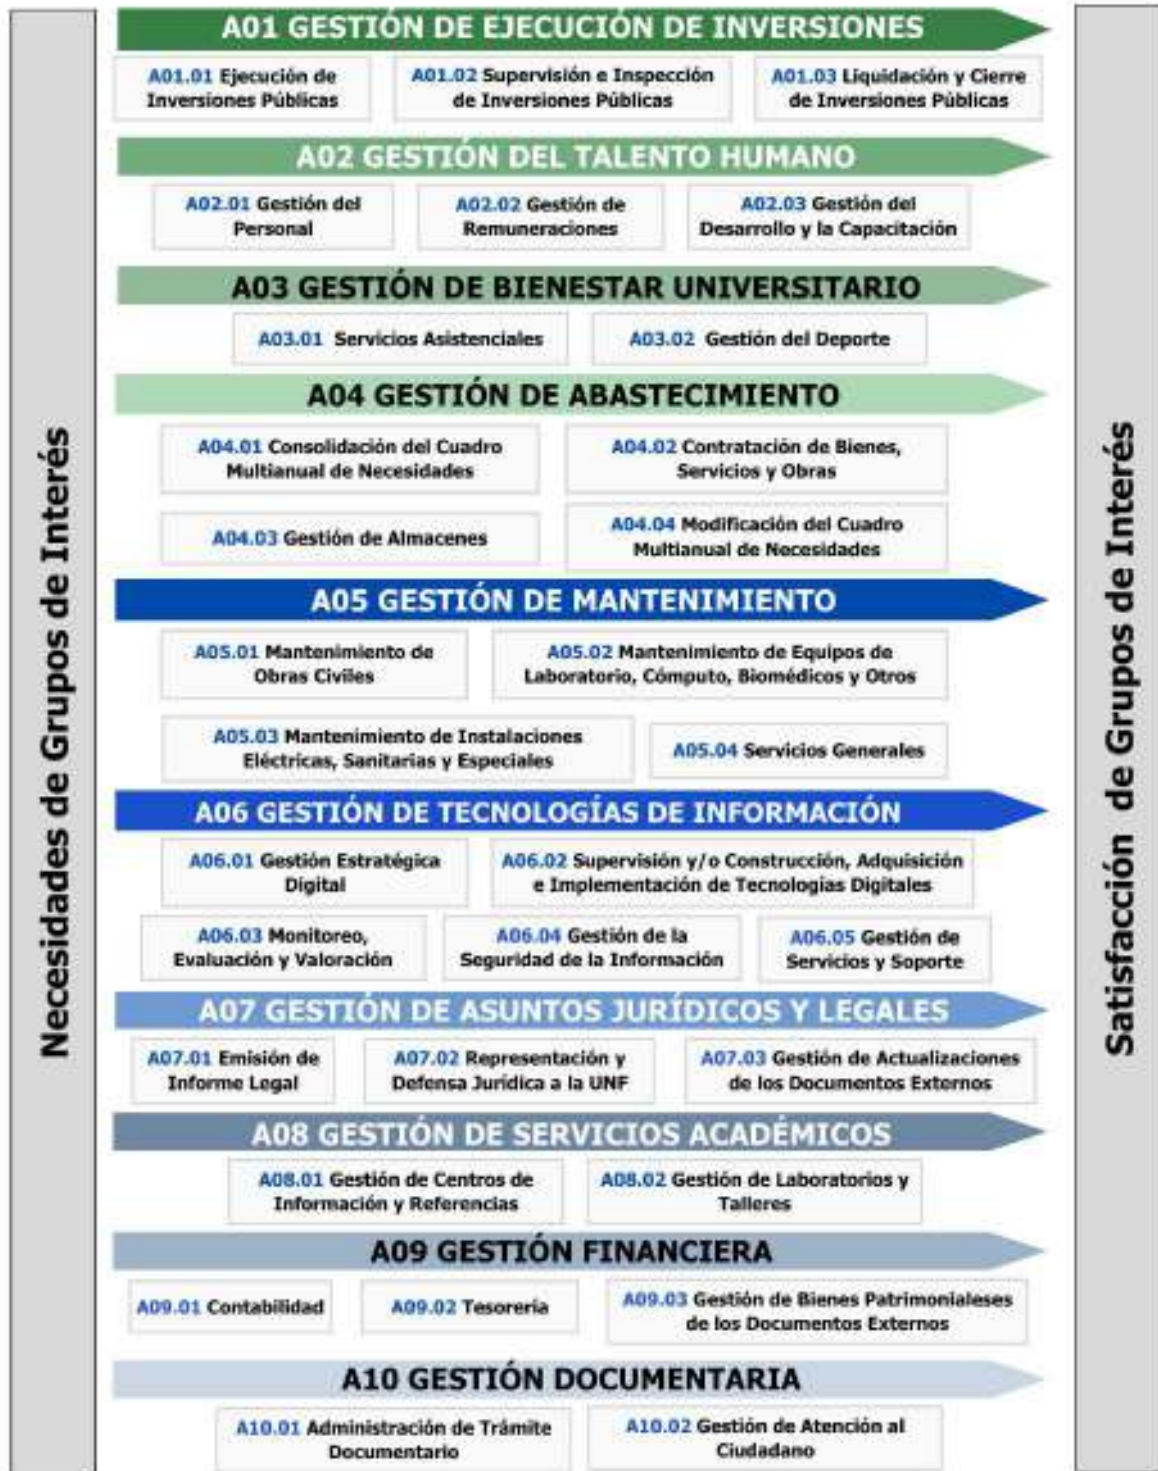 Necesidades de Grupos de Interés
A01 GESTIÓN DE EJECUCIÓN DE INVERSIONES
A01.01 Ejecución de
Inversiones Públicas
A01.02 Supervisión e Inspección
de Inversiones Públicas
A01.03 Liquidación y Cierre
de Inversiones Públicas
A02 GESTIÓN DEL TALENTO HUMANO
A02.01 Gestión del
Personal
A02.02 Gestión de
Remuneraciones
A02.03 Gestión del
Desarrollo y la Capacitación
A03 GESTIÓN DE BIENESTAR UNIVERSITARIO
A03.01 Servicios Asistenciales
A03.02 Gestión del Deporte
A04 GESTIÓN DE ABASTECIMIENTO
A04.01 Consolidación del Cuadro
Multianual de Necesidades
A04.02 Contratación de Bienes,
Servicios y Obras
A04.03 Gestión de Almacenes
A04.04 Modificación del Cuadro
Multianual de Necesidades
A05 GESTIÓN DE MANTENIMIENTO
A05.01 Mantenimiento de
Obras Civiles
A05.02 Mantenimiento de Equipos de
Laboratorio, Cómputo, Biomédicos y Otros
A05.03 Mantenimiento de Instalaciones
Eléctricas, Sanitarias y Especiales
A05.04 Servicios Generales
A06 GESTIÓN DE TECNOLOGÍAS DE INFORMACIÓN
A06.01 Gestión Estratégica
Digital
A06.02 Supervisión y/o Construcción, Adquisición
e Implementación de Tecnologías Digitales
A06.03 Monitoreo,
Evaluación y Valoración
A06.04 Gestión de la
Seguridad de la Información
A06.05 Gestión de
Servicios y Soporte
A07 GESTIÓN DE ASUNTOS JURÍDICOS Y LEGALES
A07.01 Emisión de
Informe Legal
A07.02 Representación y
Defensa Jurídica a la UNF
A07.03 Gestión de Actualizaciones
de los Documentos Externos
A08 GESTIÓN DE SERVICIOS ACADÉMICOS
A08.01 Gestión de Centros de
Información y Referencias
A08.02 Gestión de Laboratorios y
Talleres
A09 GESTIÓN FINANCIERA
A09.01 Contabilidad
A09.02 Tesorería
A09.03 Gestión de Bienes Patrimonialeses
de los Documentos Externos
A10 GESTIÓN DOCUMENTARIA
A10.01 Administración de Trámite
Documentario
A10.02 Gestión de Atención al
Ciudadano
Satisfacción de Grupos de Interés